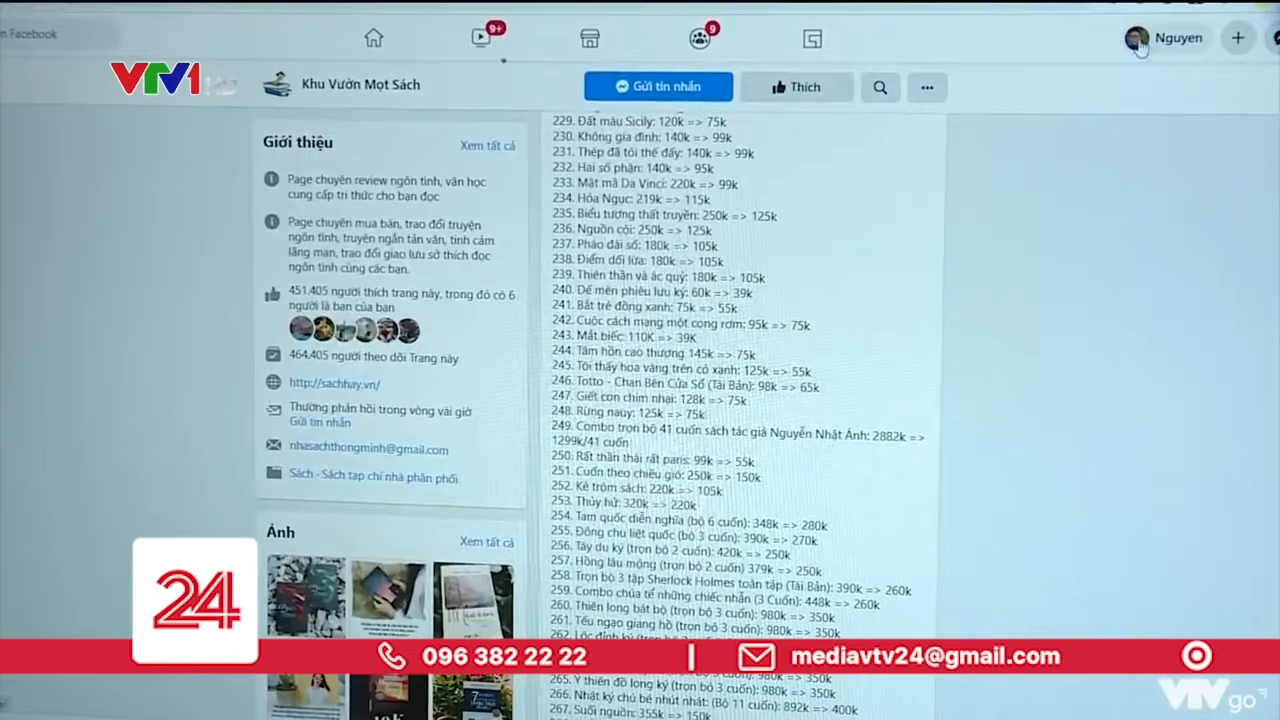 n Facebook
9+
9
Nguyen
VTV1 HD
Khu Vườn Mọt Sách
Gửi tin nhắn
Thích
Giới thiệu
Xem tất cả
Page chuyên review ngôn tình, văn học
cung cấp tri thức cho bạn đọc
Page chuyên mua bán, trao đổi truyện
ngôn tình, truyện ngắn tản văn, tình cảm
lãng mạn, trao đổi giao lưu sở thích đọc
ngôn tình cùng các bạn.
451.405 người thích trang này, trong đó có 6
người là bạn của bạn
464.405 người theo dõi Trang này
http://sachhay.vn/
Thường phản hồi trong vòng vài giờ
Gửi tin nhắn
nhasachthongminh@gmail.com
Sách - Sách tạp chí nhà phân phối
Ảnh
Xem tất cả
229. Đất máu Sicily: 120k => 75k
230. Không gia đình: 140k => 99k
231. Thép đã tôi thế đấy: 140k => 99k
232. Hai số phận: 140k => 95k
233. Mật mã Da Vinci: 220k => 99k
234. Hỏa Ngục: 219k => 115k
235. Biểu tượng thất truyền: 250k => 125k
236. Nguồn cội: 250k => 125k
237. Pháo đài số: 180k => 105k
238. Điểm dối lừa: 180k => 105k
239. Thiên thần và ác quỷ: 180k => 105k
240. Dế mèn phiêu lưu ký: 60k => 39k
241. Bắt trẻ đồng xanh: 75k => 55k
242. Cuộc cách mạng một cọng rơm: 95k => 75k
243. Mắt biếc: 110K => 39K
244. Tâm hồn cao thượng 145k => 75k
245. Tôi thấy hoa vàng trên cỏ xanh: 125k => 55k
246. Totto - Chan Bên Cửa Sổ (Tái Bản): 98k => 65k
247. Giết con chim nhại: 128k => 75k
248. Rừng nauy: 125k => 75k
249. Combo trọn bộ 41 cuốn sách tác giả Nguyễn Nhật Ánh: 2882k =>
1299k/41 cuốn
250. Rất thần thái rất paris: 99k => 55k
251. Cuốn theo chiều gió: 250k => 150k
252. Kẻ trộm sách: 220k => 105k
253. Thủy hử: 320k => 220k
254. Tam quốc diễn nghĩa (bộ 6 cuốn): 348k => 280k
255. Đông chu liệt quốc (bộ 3 cuốn): 390k => 270k
256. Tây du ký (trọn bộ 2 cuốn): 420k => 250k
257. Hồng lâu mộng (trọn bộ 2 cuốn) 379k => 250k
258. Trọn bộ 3 tập Sherlock Holmes toàn tập (Tái Bản): 390k => 260k
259. Combo chúa tể những chiếc nhẫn (3 Cuốn): 448k => 260k
260. Thiên long bát bộ (trọn bộ 3 cuốn): 980k => 350k
261. Tếu ngạo giang hồ (trọn bộ 3 cuốn): 980k => 350k
262. Lộc đỉnh ký
265. Ỷ thiên đồ long ký (trọn bộ 3 cuốn): 980k => 350k
266. Nhật ký chú bé nhút nhát: (Bộ 11 cuốn): 892k => 400k
267. Suối nguồn: 355k => 150k
24
096 382 22 22 | mediavtv24@gmail.com
VTV go